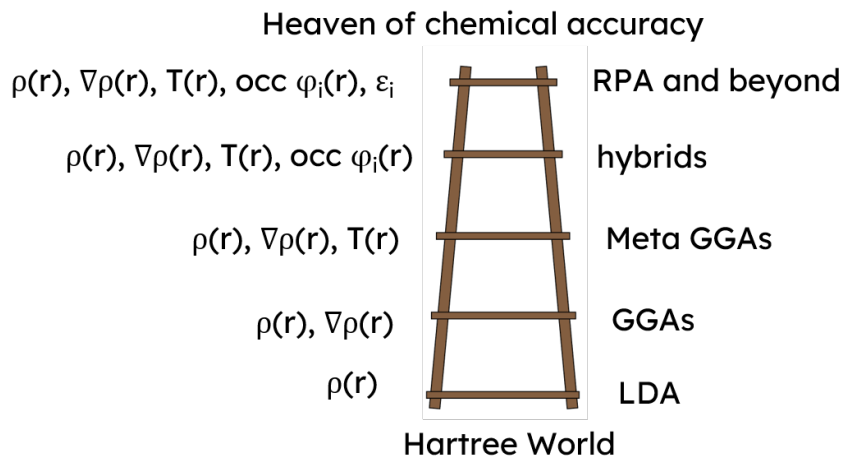 Heaven of chemical accuracy
ρ(r), ∇ρ(r), T(r), occ φᵢ(r), εᵢ
RPA and beyond
ρ(r), ∇ρ(r), T(r), occ φᵢ(r)
hybrids
ρ(r), ∇ρ(r), T(r)
Meta GGAs
ρ(r), ∇ρ(r)
GGAs
ρ(r)
LDA
Hartree World